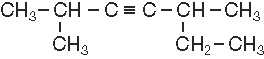 CH₃ – CH – C ≡ C – CH – CH₃
CH₃ CH₂ – CH₃